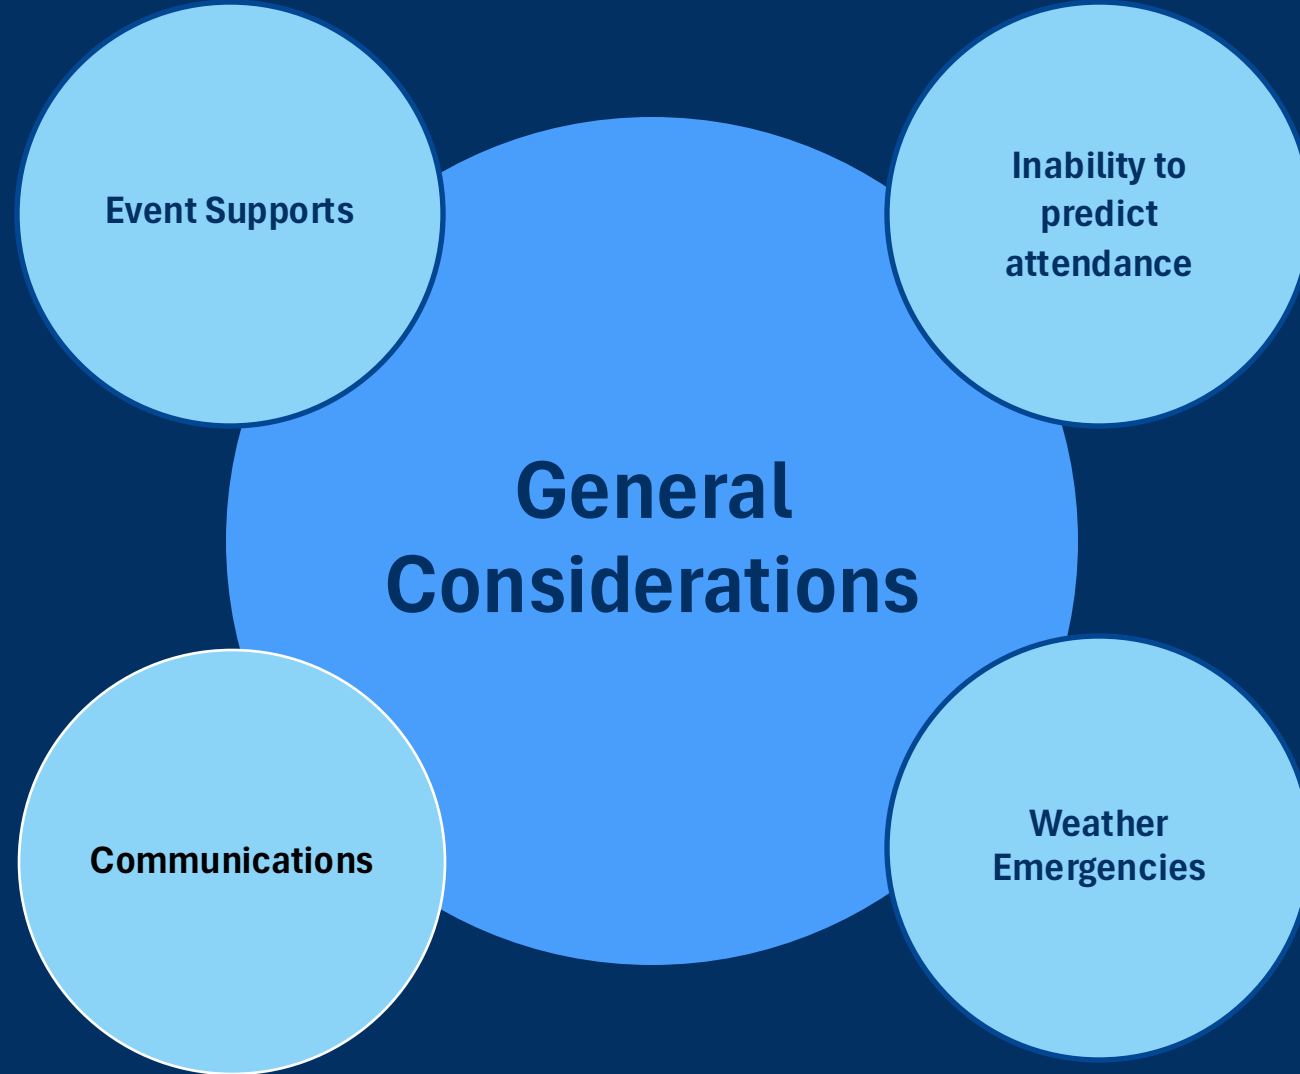 Event Supports
Inability to
predict
attendance
General
Considerations
Communications
Weather
Emergencies